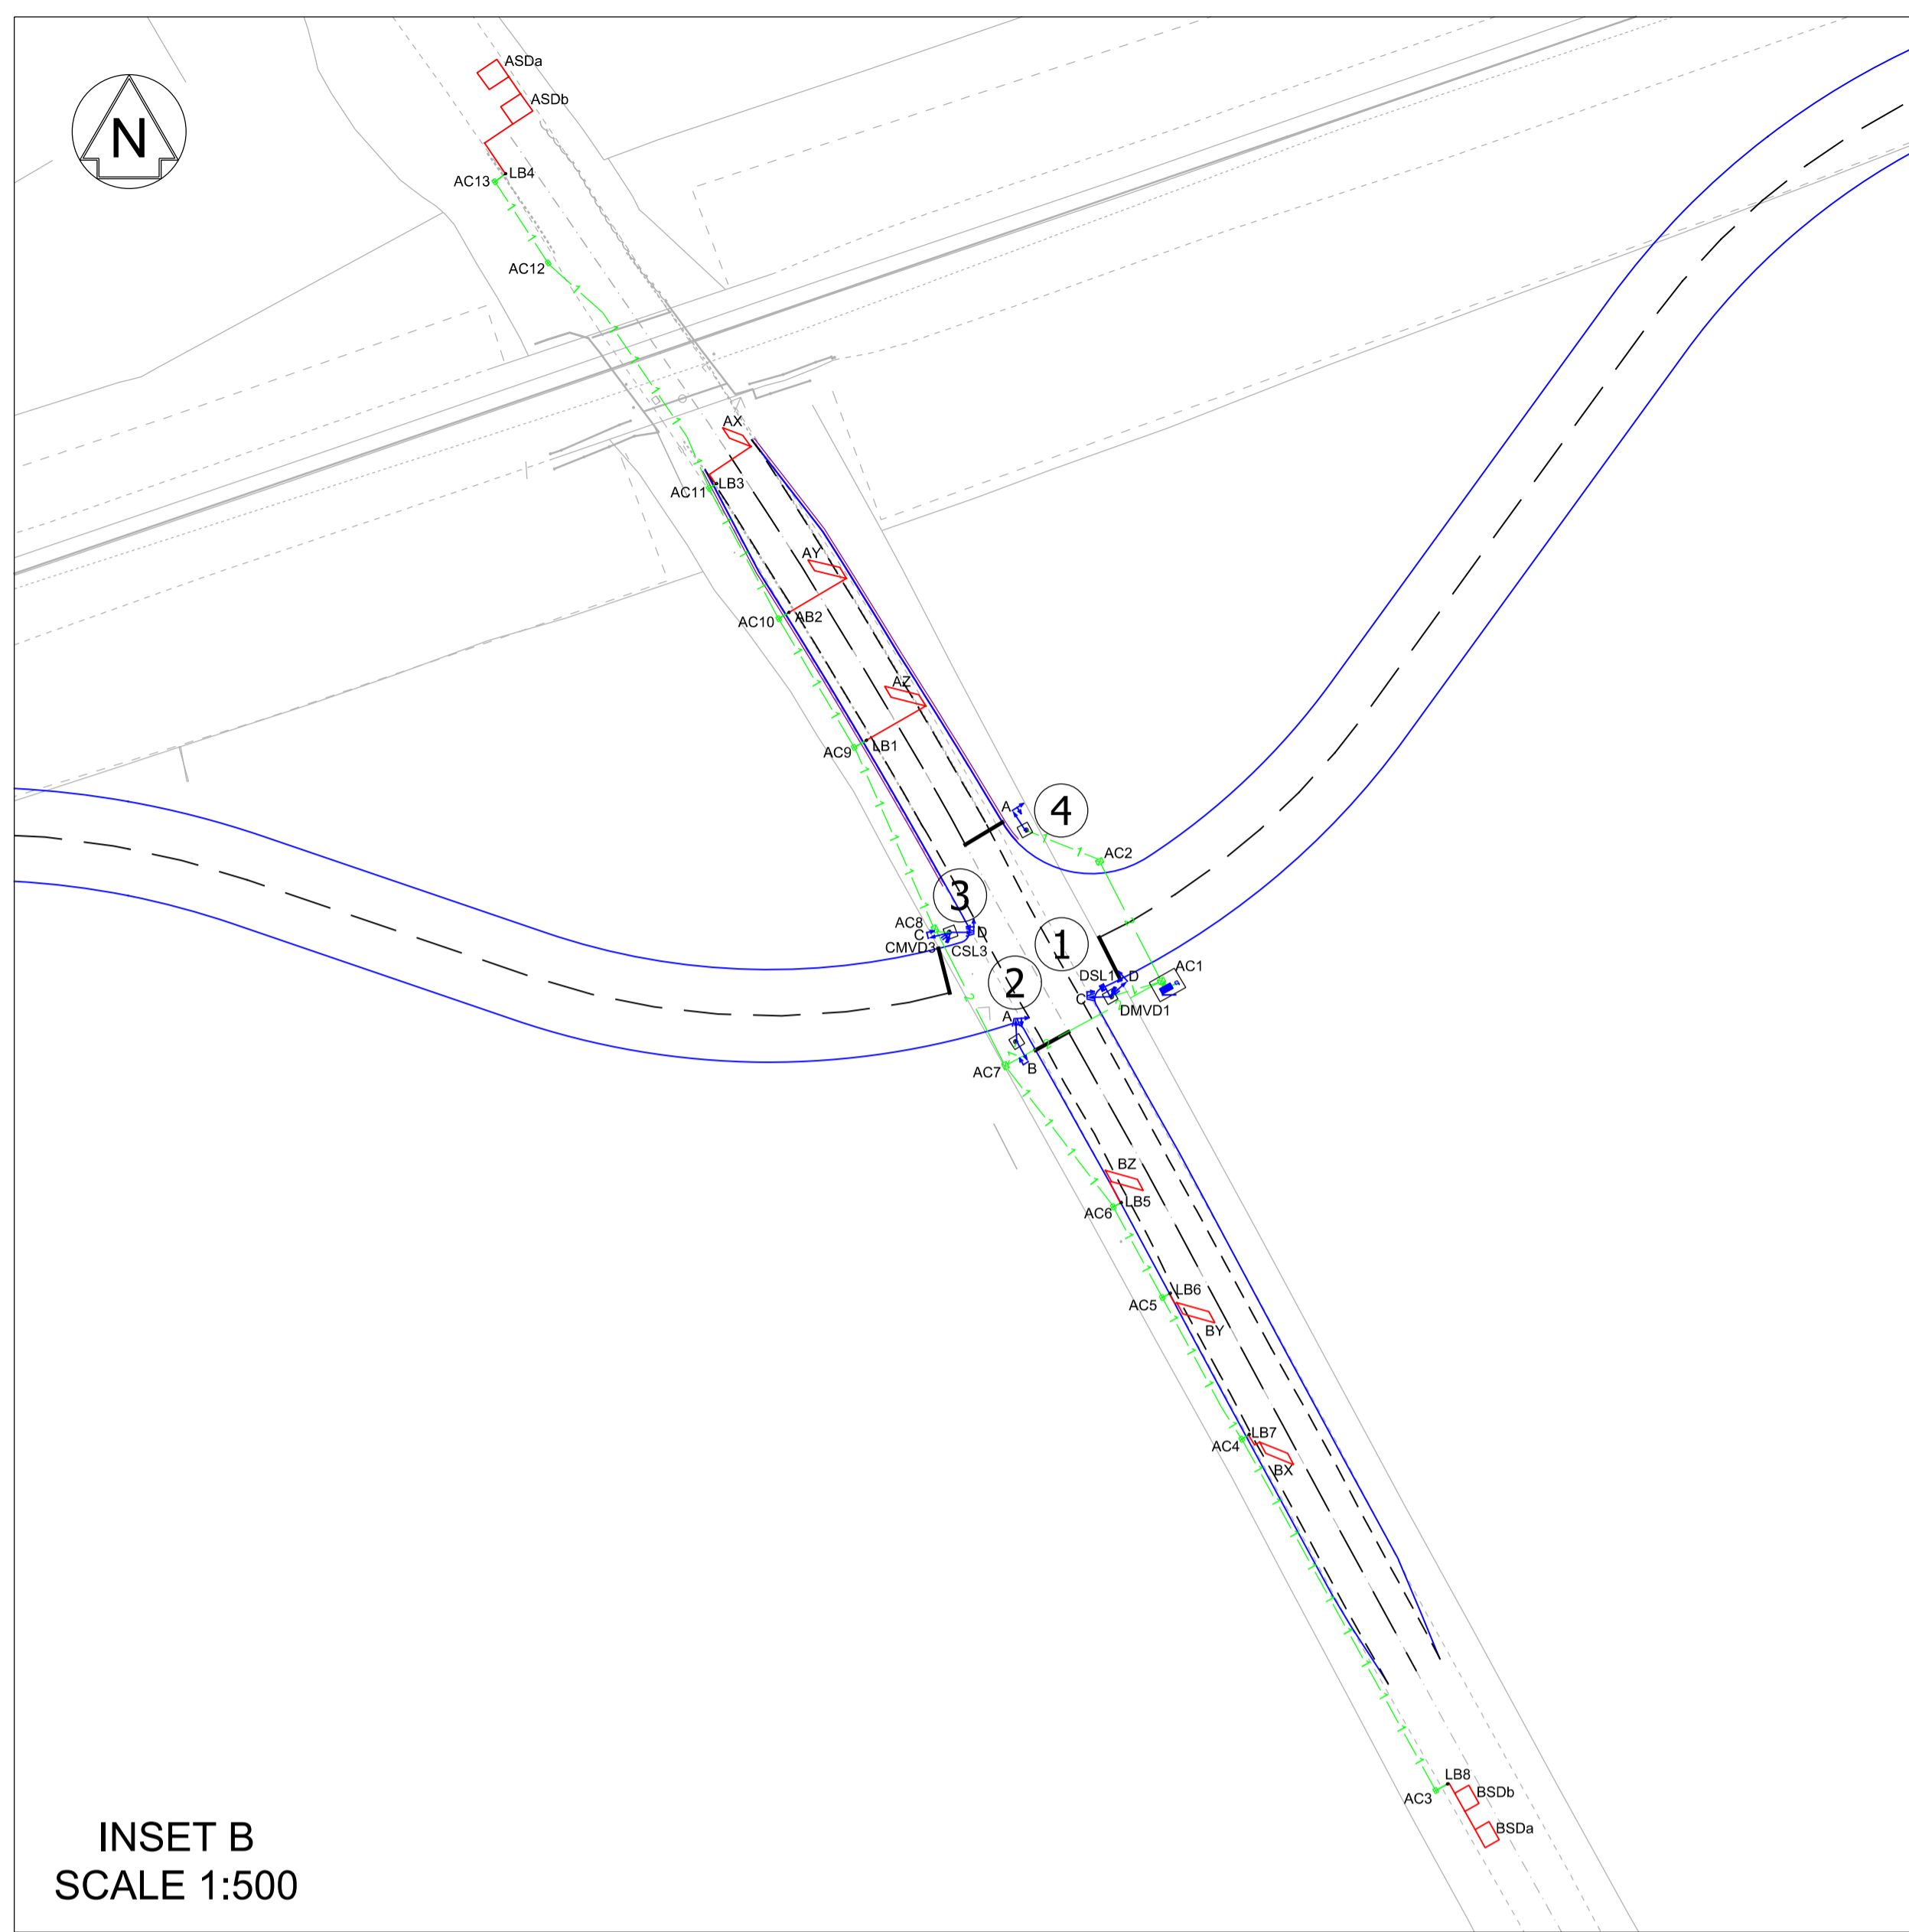 ASDa
ASDb
N
LB4
AC13
AC12
AX
LB3
AC11
AY
AB2
AC10
AZ
LB1
AC9
A
4
AC2
3
AC8
C
D
CMVD3
CSL3
1
AC1
DSL1
D
2
C
DMVD1
A
B
AC7
BZ
LB5
AC6
LB6
AC5
BY
LB7
AC4
BX
LB8
BSDb
AC3
BSDa
INSET B
SCALE 1:500